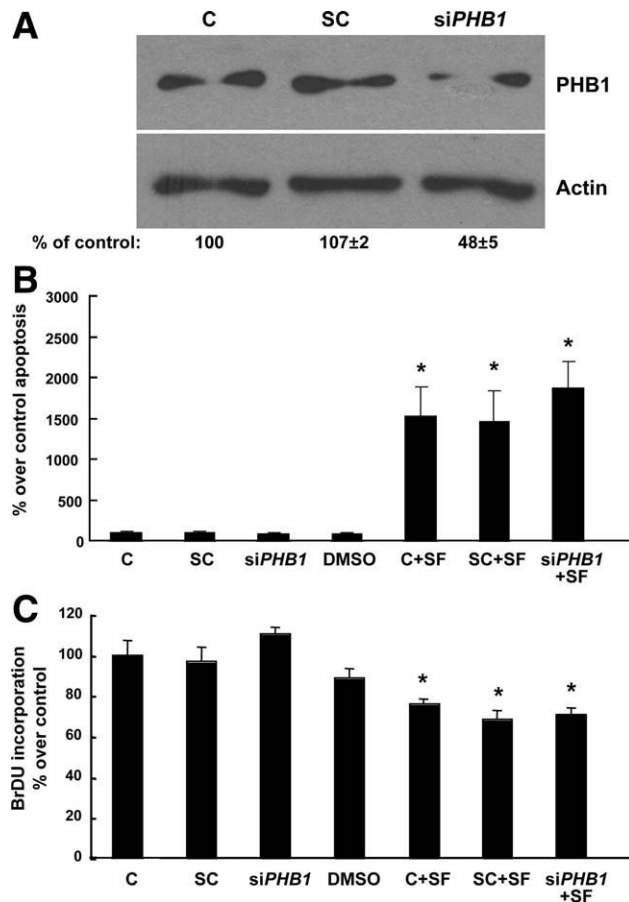 A
C SC siPHB1
PHB1
Actin
% of control: 100 107±2 48±5
B
% over control apoptosis
3000
2500
2000
1500
1000
500
0
* * *
C SC siPHB1 DMSO C+SF SC+SF siPHB1
+SF
C
BrDU incorporation
% over control
120
100
80
60
40
20
0
* * *
C SC siPHB1 DMSO C+SF SC+SF siPHB1
+SF